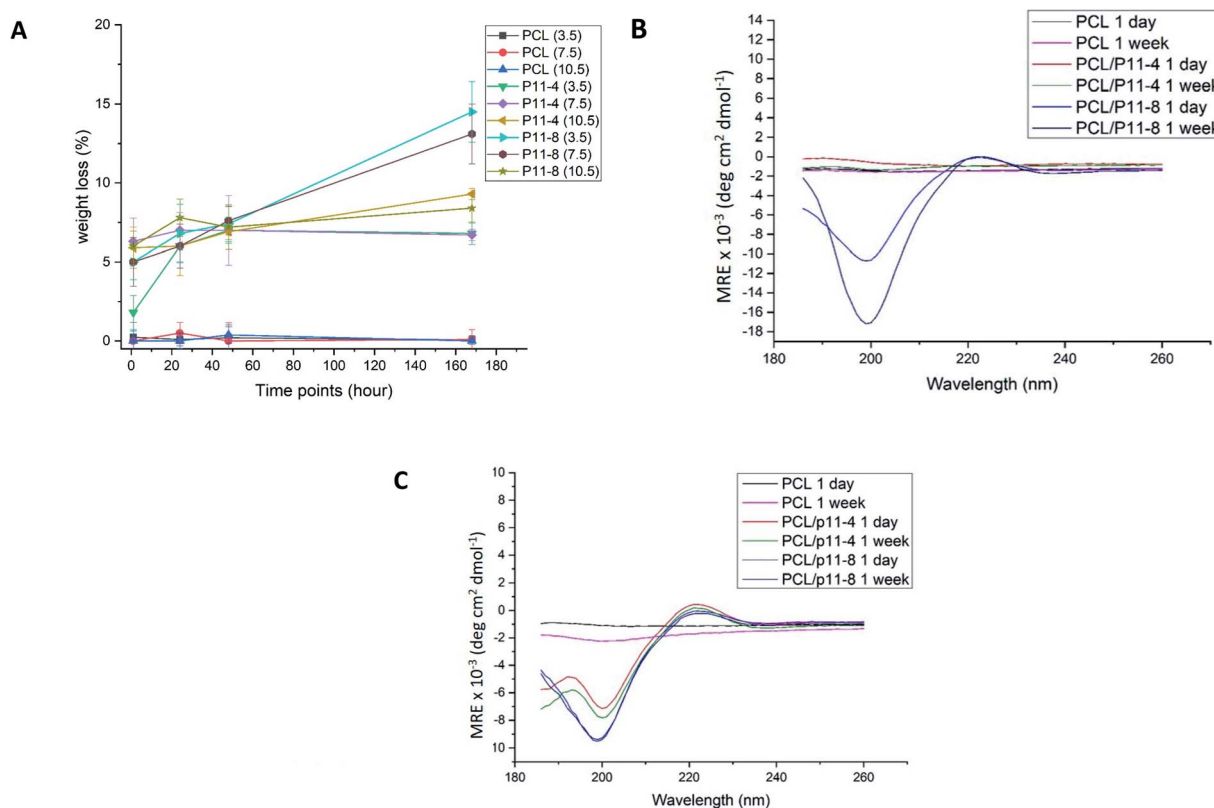 A
weight loss (%)
20
15
10
5
0
0 20 40 60 80 100 120 140 160 180
Time points (hour)
PCL (3.5)
PCL (7.5)
PCL (10.5)
P11-4 (3.5)
P11-4 (7.5)
P11-4 (10.5)
P11-8 (3.5)
P11-8 (7.5)
P11-8 (10.5)
B
MRE x 10-3 (deg cm2 dmol-1)
14
12
10
8
6
4
2
0
-2
-4
-6
-8
-10
-12
-14
-16
-18
180 200 220 240 260
Wavelength (nm)
PCL 1 day
PCL 1 week
PCL/P11-4 1 day
PCL/P11-4 1 week
PCL/P11-8 1 day
PCL/P11-8 1 week
C
MRE x 10-3 (deg cm2 dmol-1)
10
8
6
4
2
0
-2
-4
-6
-8
10
180 200 220 240 260
Wavelength (nm)
PCL 1 day
PCL 1 week
PCL/p11-4 1 day
PCL/p11-4 1 week
PCL/p11-8 1 day
PCL/p11-8 1 week